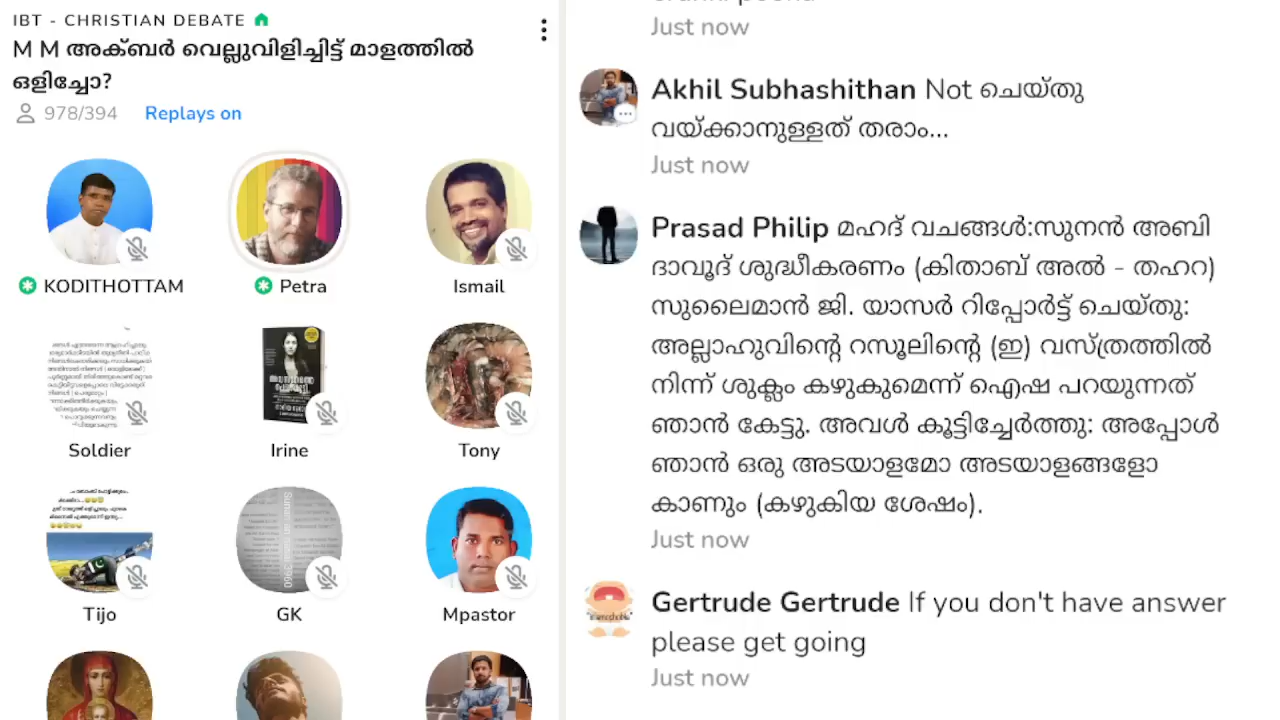 IBT - CHRISTIAN DEBATE
M M അക്ബർ വെല്ലുവിളിച്ചിട്ട് മാളത്തിൽ
ഒളിച്ചോ?
978/394 Replays on
KODITHOTTAM
Petra
Ismail
Soldier
Irine
Tony
Tijo
GK
Mpastor
Just now
Akhil Subhashithan Not ചെയ്തു
വയ്ക്കാനുള്ളത് തരാം...
Just now
Prasad Philip മഹദ് വചങ്ങൾ:സുനൻ അബി
ദാവൂദ് ശുദ്ധീകരണം (കിതാബ് അൽ - തഹറ)
സുലൈമാൻ ജി. യാസർ റിപ്പോർട്ട് ചെയ്തു:
അല്ലാഹുവിന്റെ റസൂലിന്റെ (ഇ) വസ്ത്രത്തിൽ
നിന്ന് ശുക്ലം കഴുകുമെന്ന് ഐഷ പറയുന്നത്
ഞാൻ കേട്ടു. അവൾ കൂട്ടിച്ചേർത്തു: അപ്പോൾ
ഞാൻ ഒരു അടയാളമോ അടയാളങ്ങളോ
കാണും (കഴുകിയ ശേഷം).
Just now
Gertrude Gertrude If you don't have answer
please get going
Just now